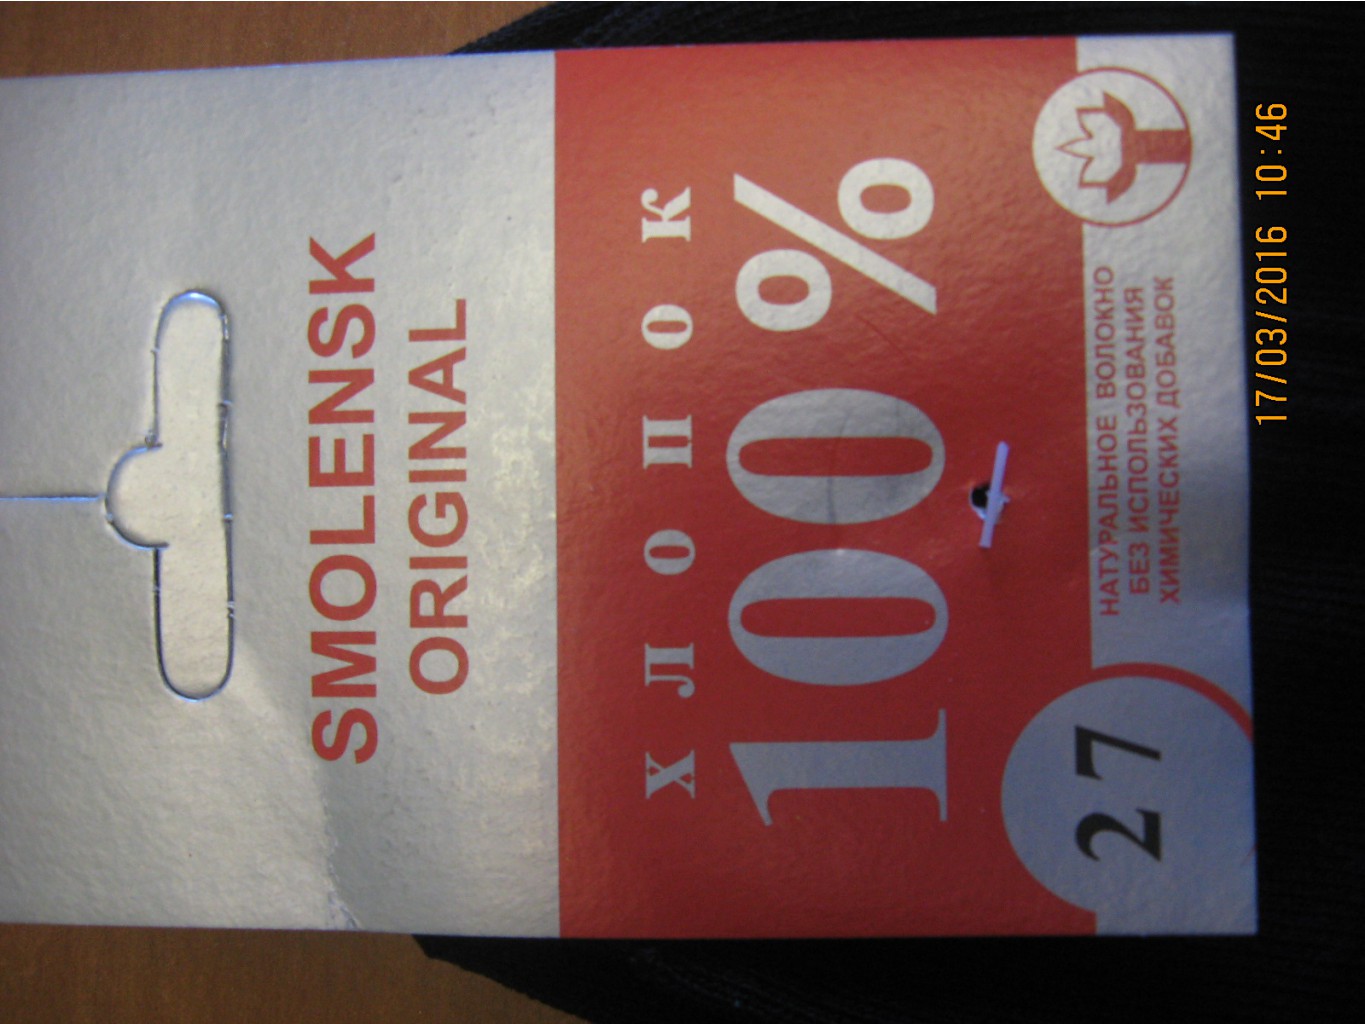 SMOLENSK
ORIGINAL
ХЛОПОК
100%
НАТУРАЛЬНОЕ ВОЛОКНО
БЕЗ ИСПОЛЬЗОВАНИЯ
ХИМИЧЕСКИХ ДОБАВОК
27
17/03/2016 10:46